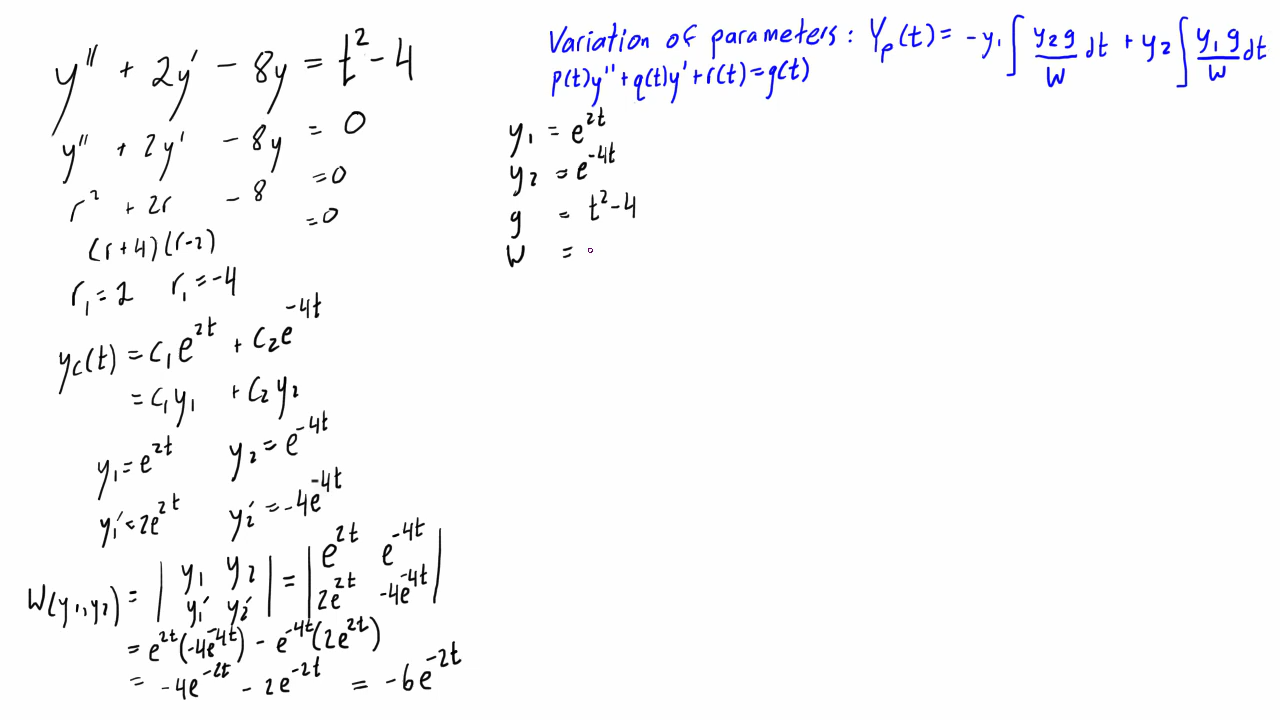 y'' + 2y' - 8y = t² - 4
y'' + 2y' - 8y = 0
r² + 2r - 8 = 0
(r+4)(r-2) = 0
r₁ = 2 r₁ = -4
y_c(t) = c₁e^{2t} + c₂e^{-4t}
= c₁y₁ + c₂y₂
y₁ = e^{2t} y₂ = e^{-4t}
y₁' = 2e^{2t} y₂' = -4e^{-4t}
W(y₁,y₂) = | y₁ y₂ | = | e^{2t} e^{-4t} |
| y₁' y₂' | | 2e^{2t} -4e^{-4t} |
= e^{2t}(-4e^{-4t}) - e^{-4t}(2e^{2t})
= -4e^{-2t} - 2e^{-2t} = -6e^{-2t}
Variation of parameters: Y_p(t) = -y₁ ∫ y₂g/W dt + y₂ ∫ y₁g/W dt
p(t)y'' + q(t)y' + r(t) = g(t)
y₁ = e^{2t}
y₂ = e^{-4t}
g = t² - 4
W =